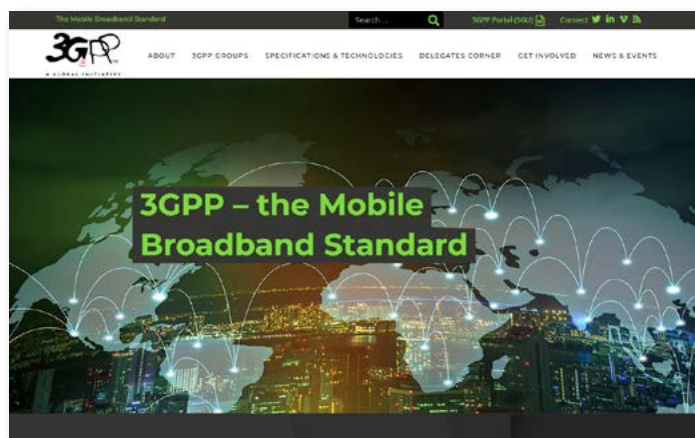 The Mobile Broadband Standard
Search ...
3GPP Portal (3GU)
Connect
3GPP
A GLOBAL INITIATIVE
ABOUT
3GPP GROUPS
SPECIFICATIONS & TECHNOLOGIES
DELEGATES CORNER
GET INVOLVED
NEWS & EVENTS
3GPP – the Mobile
Broadband Standard